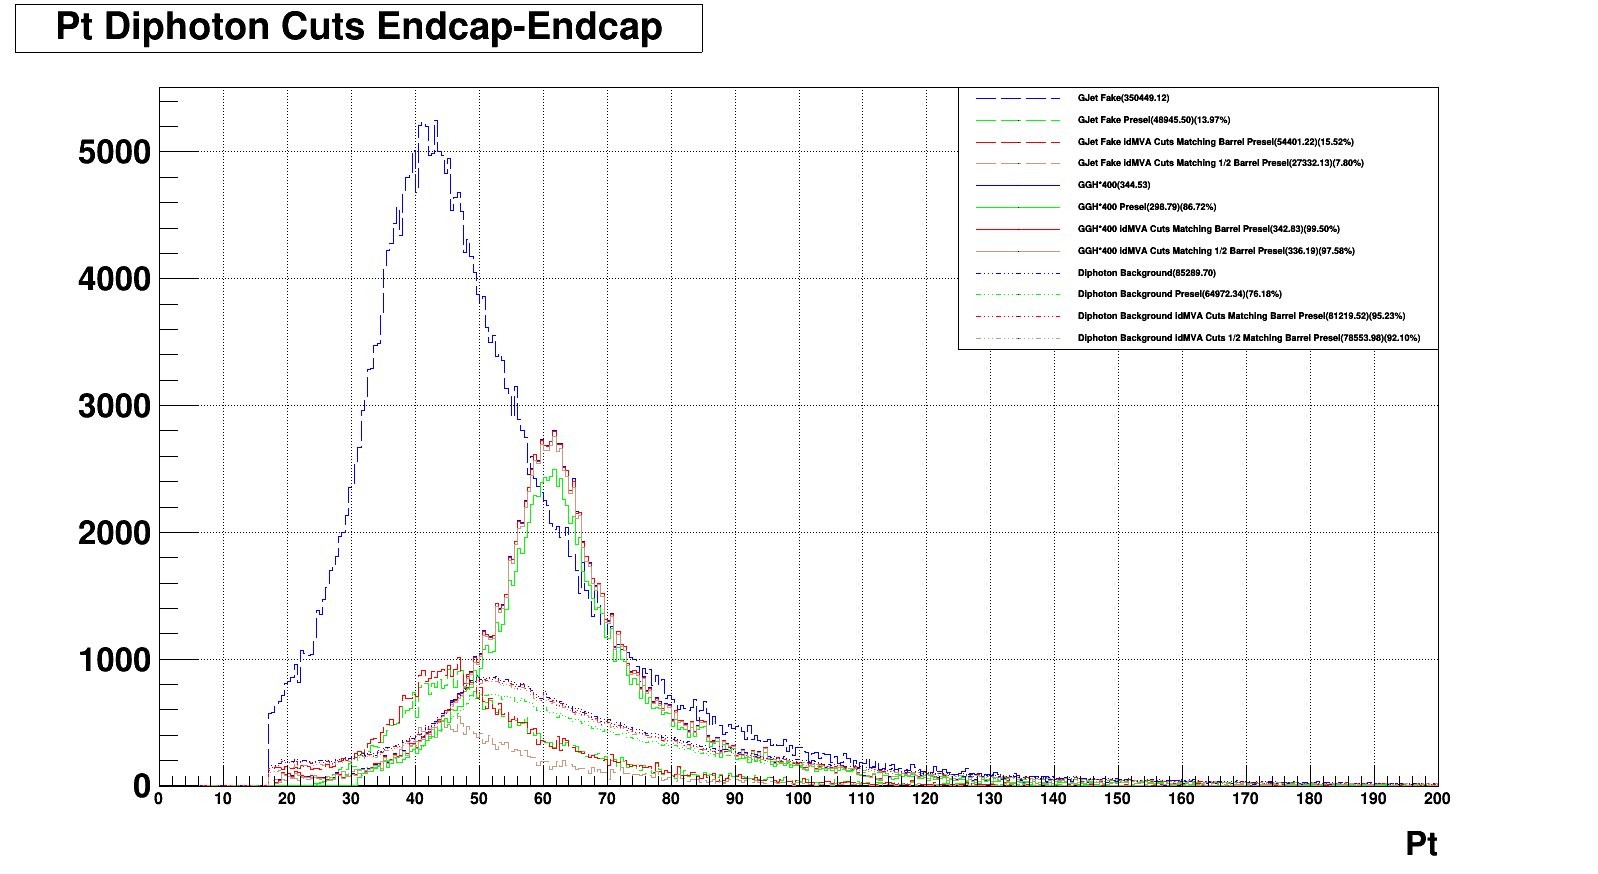 Pt Diphoton Cuts Endcap-Endcap
GJet Fake(350449.12)
GJet Fake Presel(48945.50)(13.97%)
GJet Fake idMVA Cuts Matching Barrel Presel(54401.22)(15.52%)
GJet Fake idMVA Cuts Matching 1/2 Barrel Presel(27332.13)(7.80%)
GGH*400(344.53)
GGH*400 Presel(298.79)(86.72%)
GGH*400 idMVA Cuts Matching Barrel Presel(342.83)(99.50%)
GGH*400 idMVA Cuts Matching 1/2 Barrel Presel(336.19)(97.58%)
Diphoton Background(85289.70)
Diphoton Background Presel(64972.34)(76.18%)
Diphoton Background idMVA Cuts Matching Barrel Presel(81219.52)(95.23%)
Diphoton Background idMVA Cuts 1/2 Matching Barrel Presel(78553.98)(92.10%)
5000
4000
3000
2000
1000
0
0 10 20 30 40 50 60 70 80 90 100 110 120 130 140 150 160 170 180 190 200
Pt